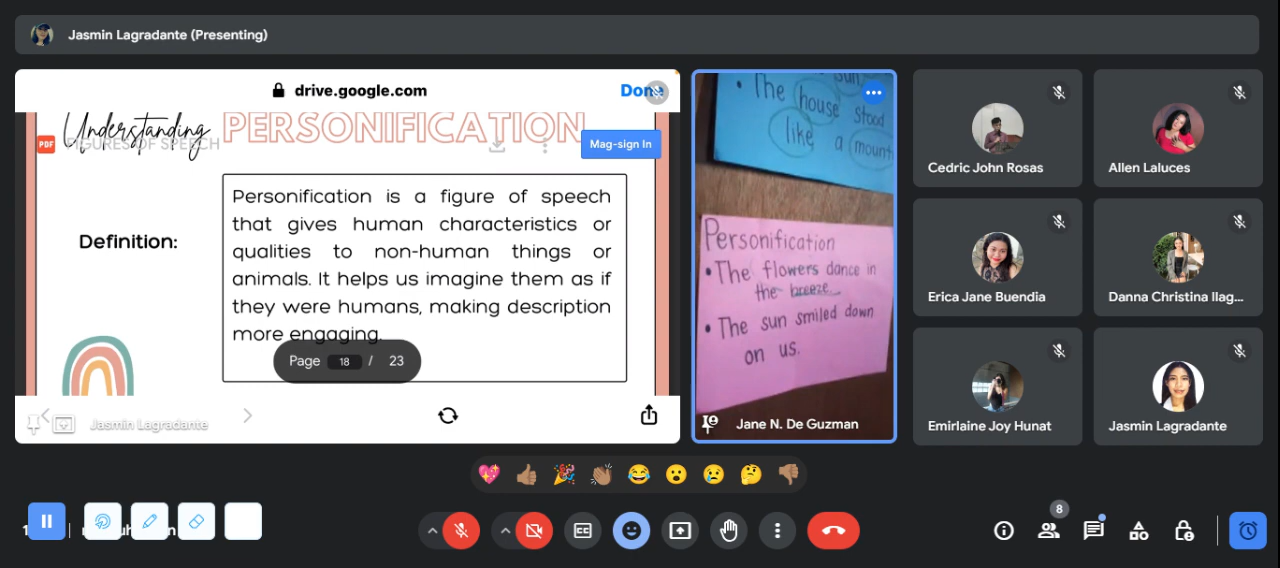 Jasmin Lagradante (Presenting)
drive.google.com
Done
Understanding PERSONIFICATION
PDF
FIGURES OF SPEECH
Mag-sign In
Definition:
Personification is a figure of speech
that gives human characteristics or
qualities to non-human things or
animals. It helps us imagine them as if
they were humans, making description
more engaging.
Page 18 / 23
Jasmin Lagradante
sun
• The house stood
like a mount
Personification
• The flowers dance in
the breeze
• The sun smiled down
on us.
Jane N. De Guzman
Cedric John Rosas
Allen Laluces
Erica Jane Buendia
Danna Christina Ilag...
Emirlaine Joy Hunat
Jasmin Lagradante
8